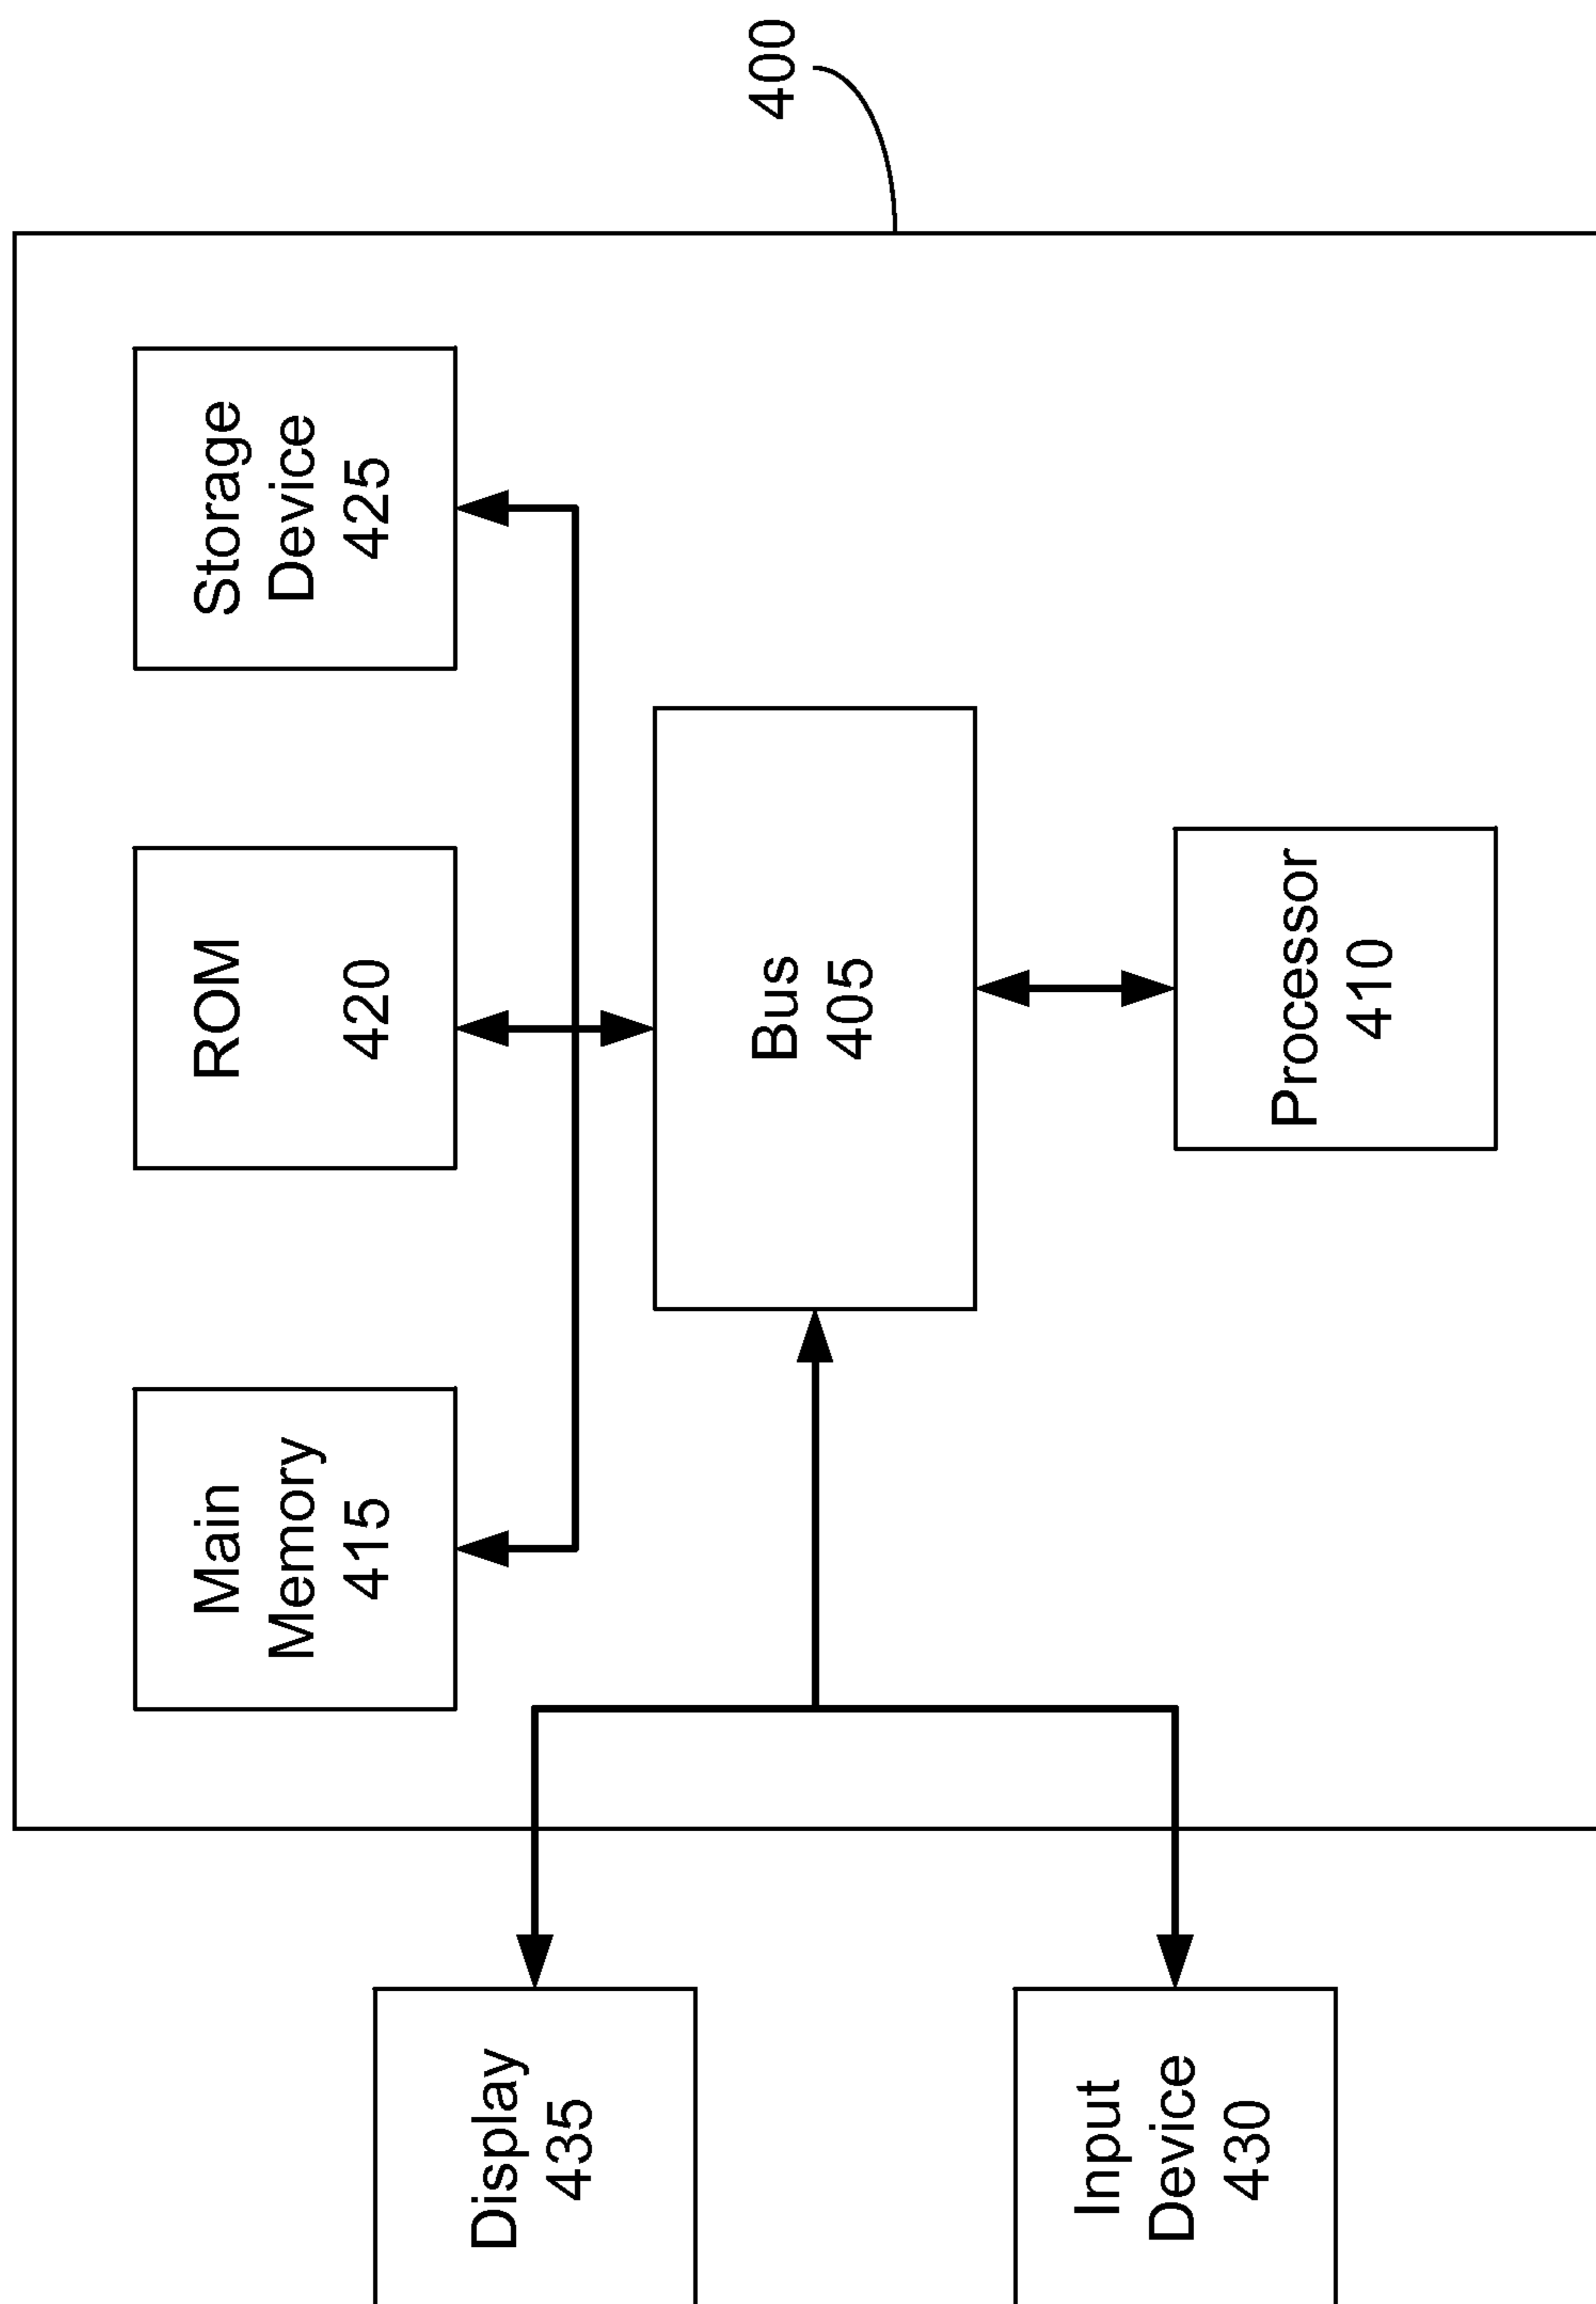 400
Main
Memory
415
ROM
420
Storage
Device
425
Display
435
Bus
405
Input
Device
430
Processor
410